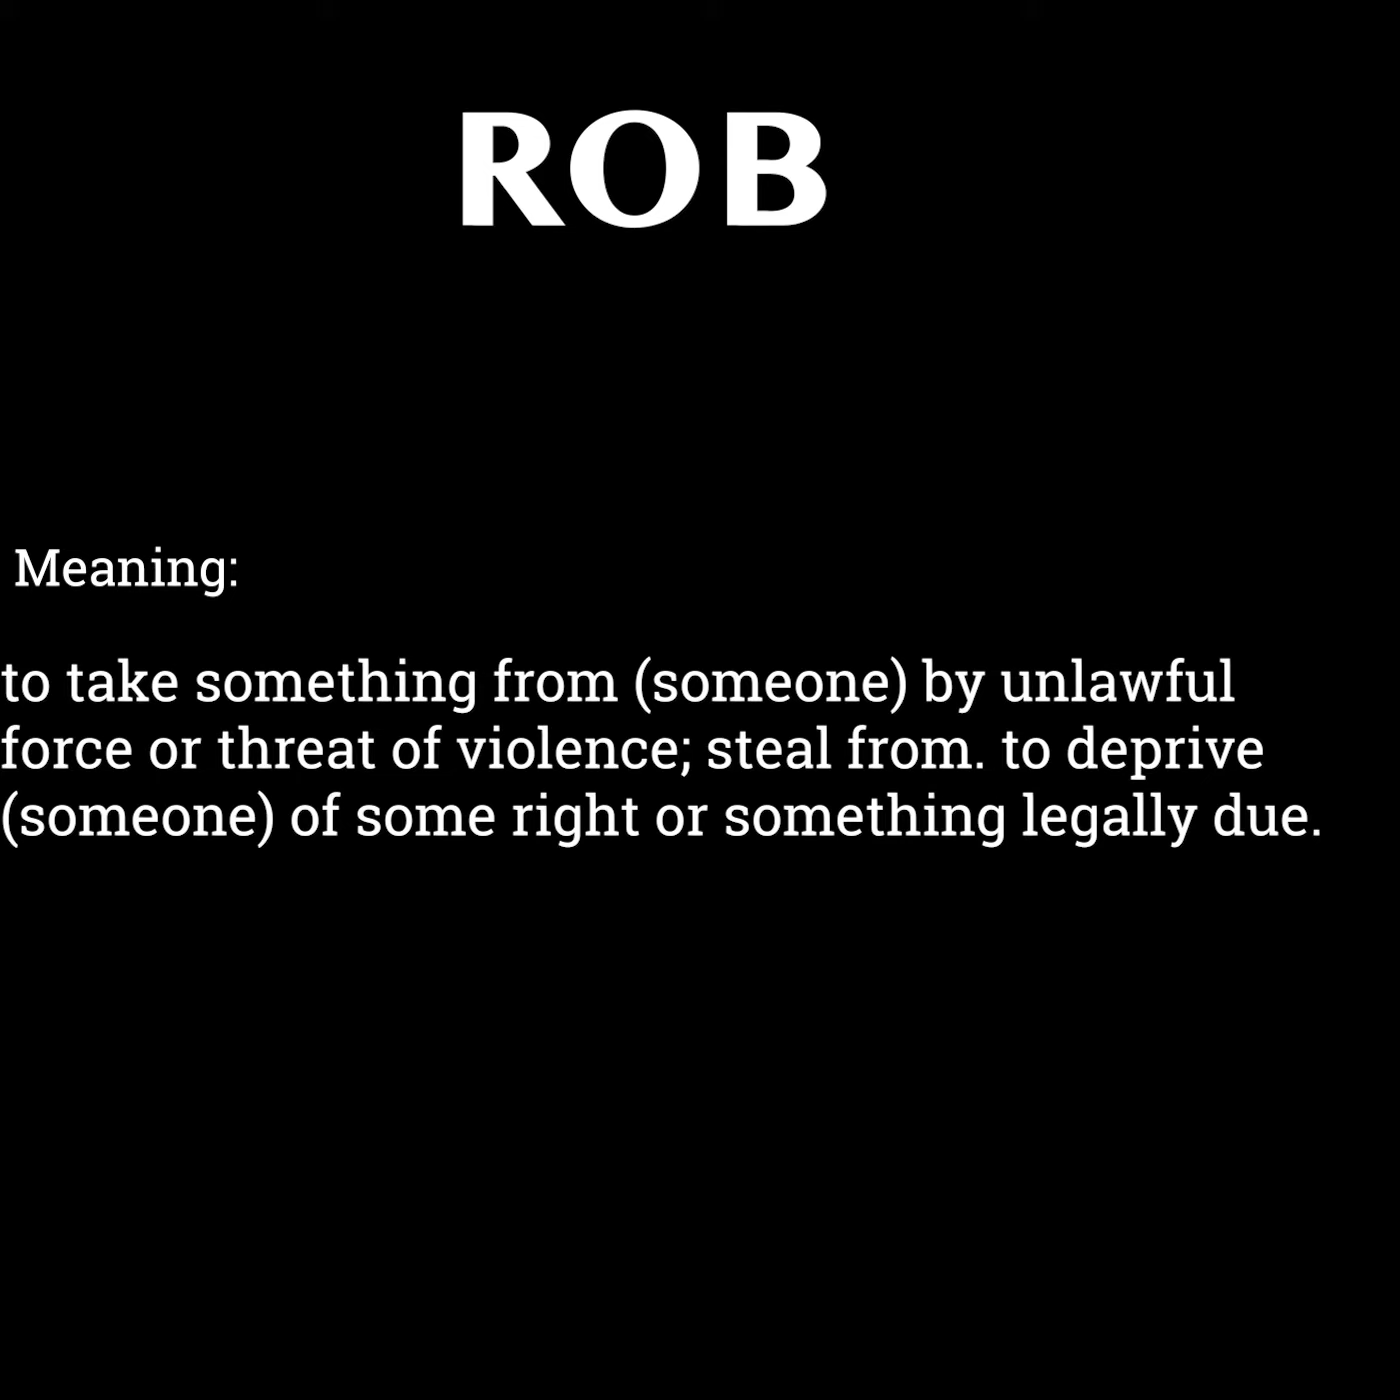 ROB
Meaning:
to take something from (someone) by unlawful
force or threat of violence; steal from. to deprive
(someone) of some right or something legally due.